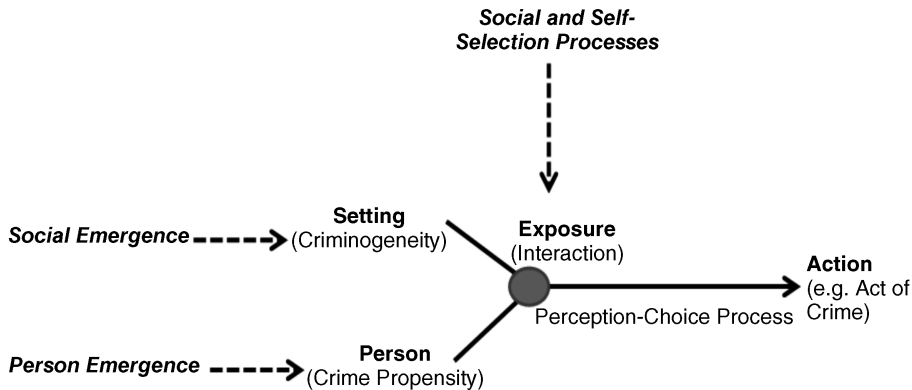 Social and Self-
Selection Processes
Setting
(Criminogeneity)
Social Emergence
Exposure
(Interaction)
Action
(e.g. Act of
Crime)
Perception-Choice Process
Person Emergence
Person
(Crime Propensity)